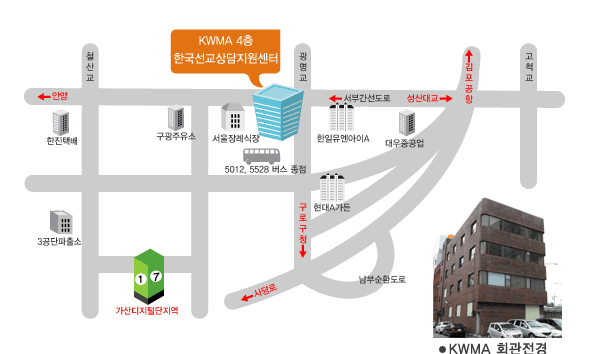 KWMA 4층
한국선교상담지원센터
철산교
광명교
고척교
김포공항
안양
서부간선도로
성산대교
한진택배
구광주유소
서울장례식장
한일유앤아이A
대우중공업
5012, 5528 버스 종점
현대A가든
구로구청
3공단파출소
1
7
가산디지털단지역
사당로
남부순환도로
●KWMA 회관전경